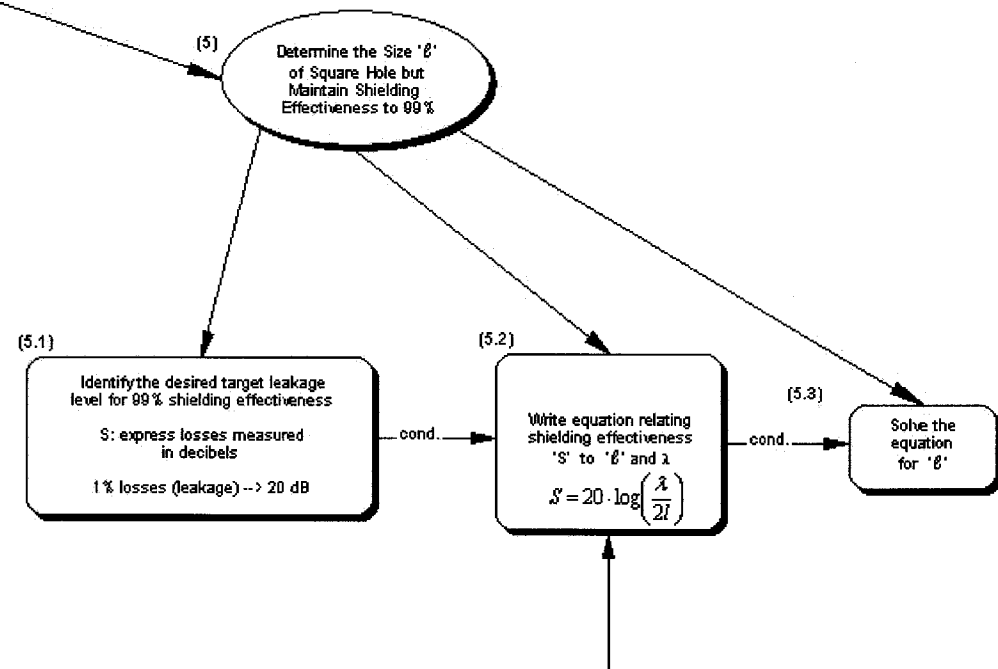 (5)
Determine the Size 'ℓ'
of Square Hole but
Maintain Shielding
Effectiveness to 99%
(5.1)
Identify the desired target leakage
level for 99% shielding effectiveness
S: express losses measured
in decibels
1% losses (leakage) --> 20 dB
cond.
(5.2)
Write equation relating
shielding effectiveness
'S' to 'ℓ' and λ
S = 20 · log(λ/2l)
cond.
(5.3)
Solve the
equation
for 'ℓ'